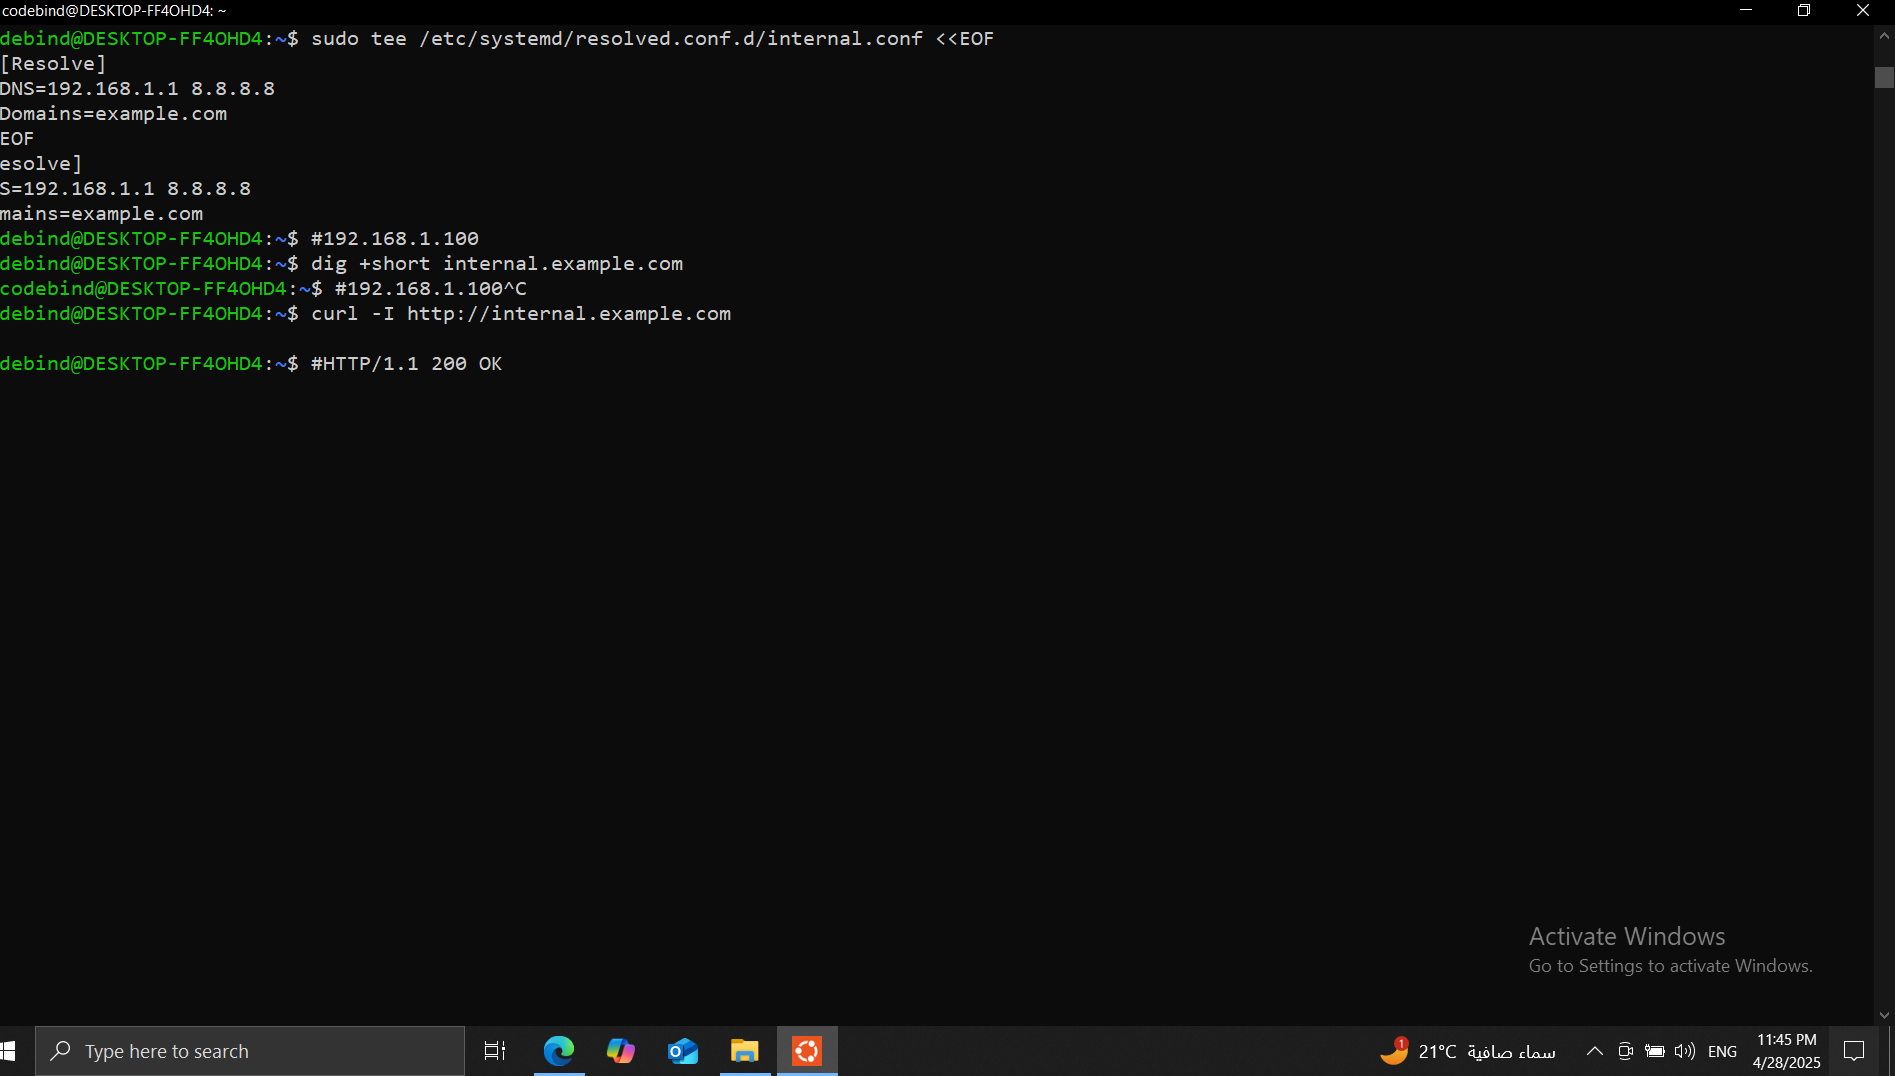 codebind@DESKTOP-FF4OHD4: ~
debind@DESKTOP-FF4OHD4:~$ sudo tee /etc/systemd/resolved.conf.d/internal.conf <<EOF
[Resolve]
DNS=192.168.1.1 8.8.8.8
Domains=example.com
EOF
esolve]
S=192.168.1.1 8.8.8.8
mains=example.com
debind@DESKTOP-FF4OHD4:~$ #192.168.1.100
debind@DESKTOP-FF4OHD4:~$ dig +short internal.example.com
codebind@DESKTOP-FF4OHD4:~$ #192.168.1.100^C
debind@DESKTOP-FF4OHD4:~$ curl -I http://internal.example.com
debind@DESKTOP-FF4OHD4:~$ #HTTP/1.1 200 OK
Activate Windows
Go to Settings to activate Windows.
Type here to search
1
21°C سماء صافية
ENG
11:45 PM
4/28/2025